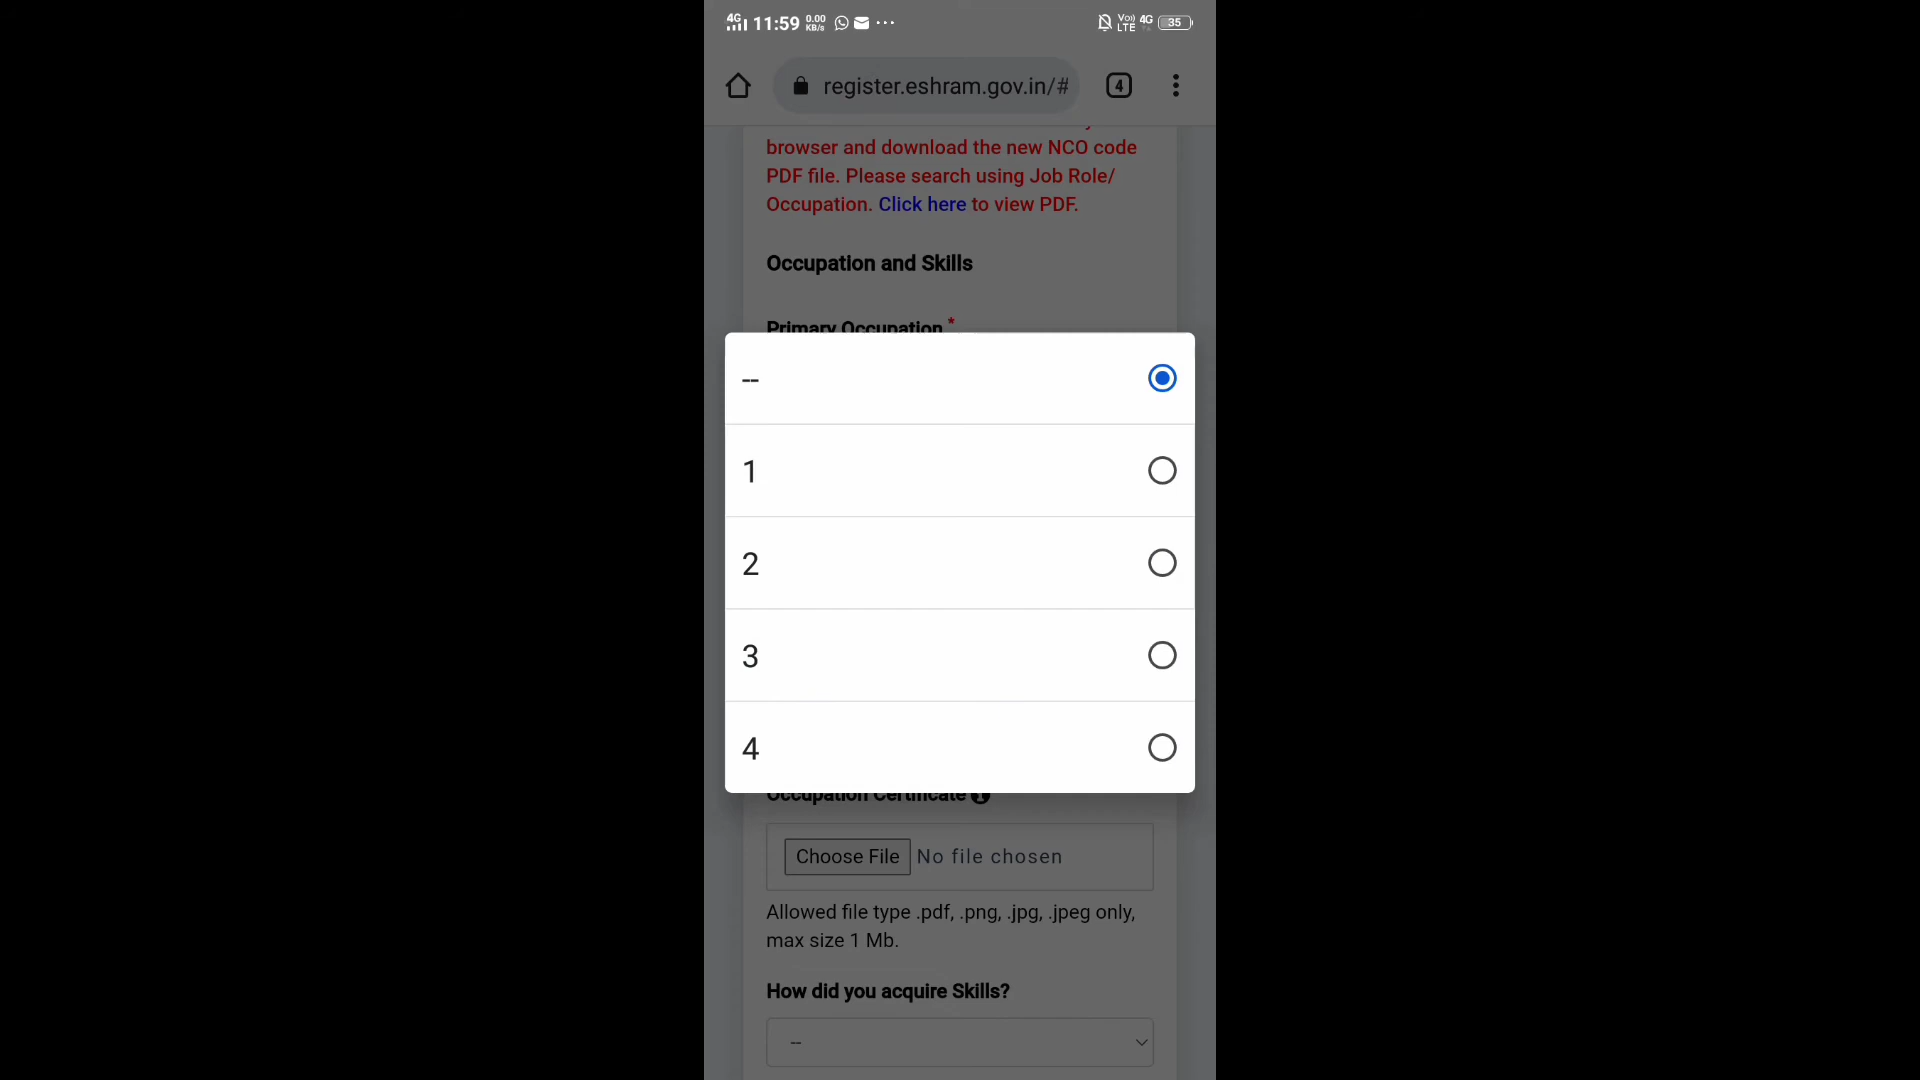 4G 11:59 0.00 KB/s ... Vo) LTE 4G 35
register.eshram.gov.in/# 4
browser and download the new NCO code
PDF file. Please search using Job Role/
Occupation. Click here to view PDF.
Occupation and Skills
Primary Occupation *
--
1
2
3
4
Occupation Certificate
Choose File No file chosen
Allowed file type .pdf, .png, .jpg, .jpeg only,
max size 1 Mb.
How did you acquire Skills?
--